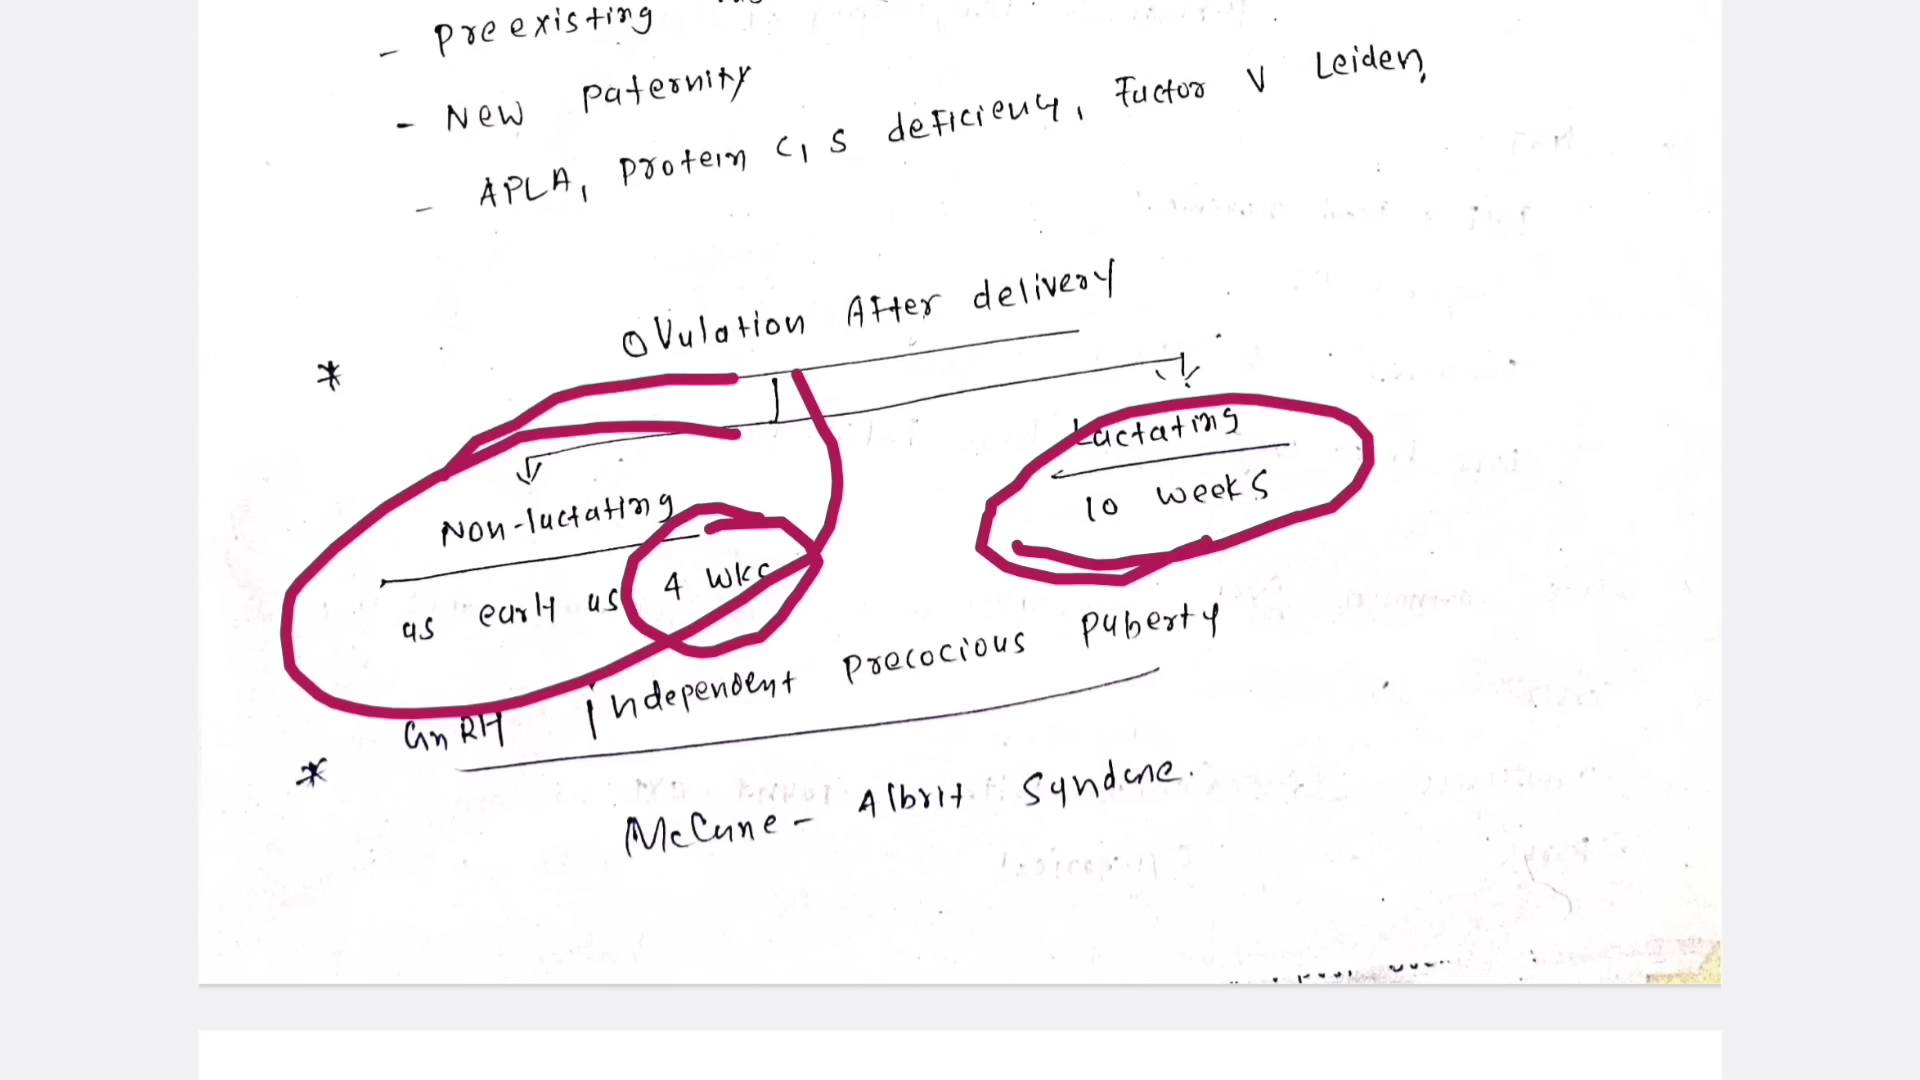 - Preexisting
- New Paternity
- APLA, Protein C, S deficiency, Factor V Leiden,
* Ovulation After delivery
Non-lactating
as early as 4 wks
Lactating
10 weeks
* GnRH Independent Precocious Puberty
McCune - Albrit Syndcne.